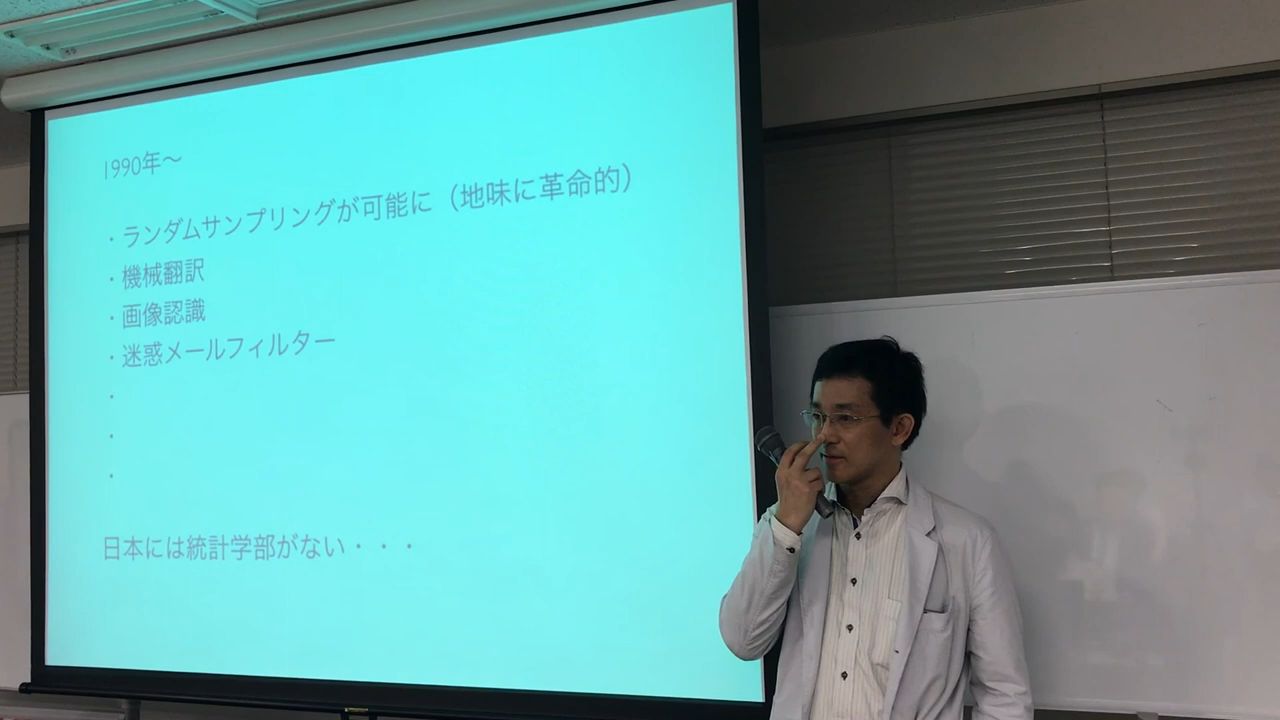 1990年〜
・ランダムサンプリングが可能に（地味に革命的）
・機械翻訳
・画像認識
・迷惑メールフィルター
・
・
・
日本には統計学部がない・・・